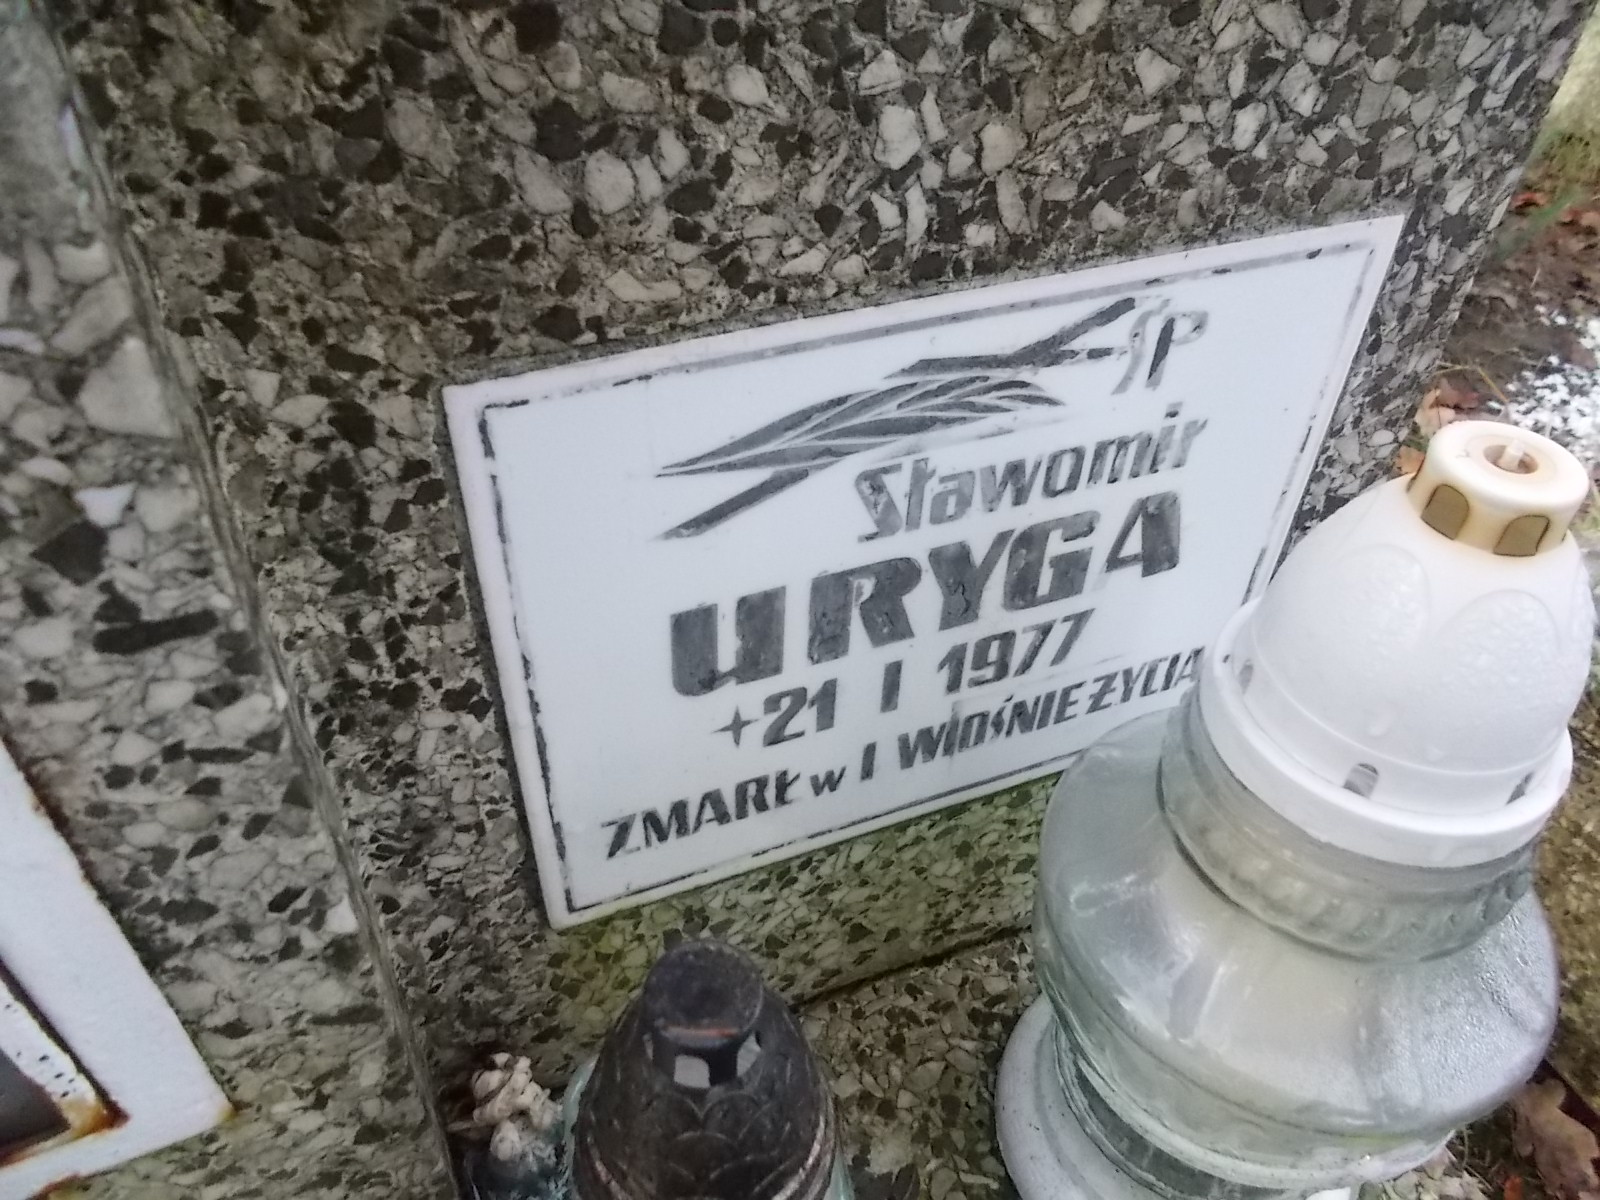 ŚP
Sławomir
URYGA
+21 I 1977
ZMARŁ w I WIOŚNIE ŻYCIA